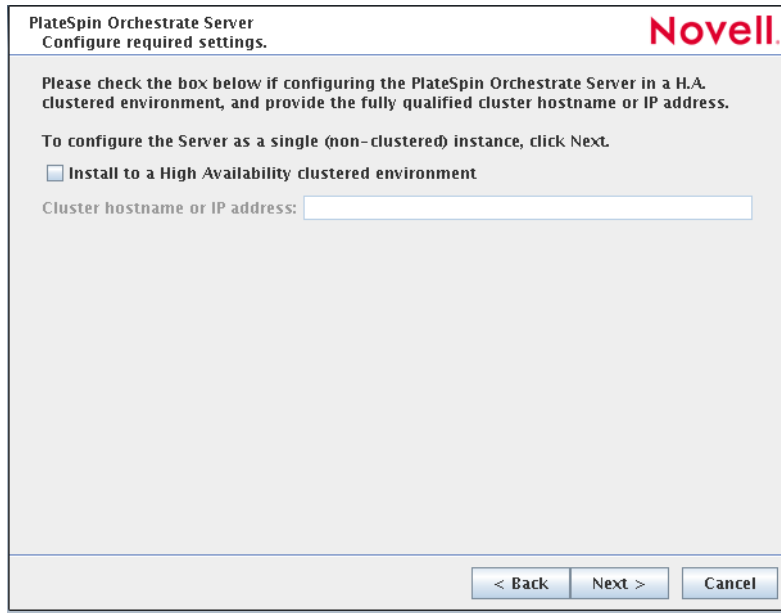 PlateSpin Orchestrate Server
Configure required settings.
Novell.
Please check the box below if configuring the PlateSpin Orchestrate Server in a H.A.
clustered environment, and provide the fully qualified cluster hostname or IP address.
To configure the Server as a single (non-clustered) instance, click Next.
Install to a High Availability clustered environment
Cluster hostname or IP address:
< Back
Next >
Cancel